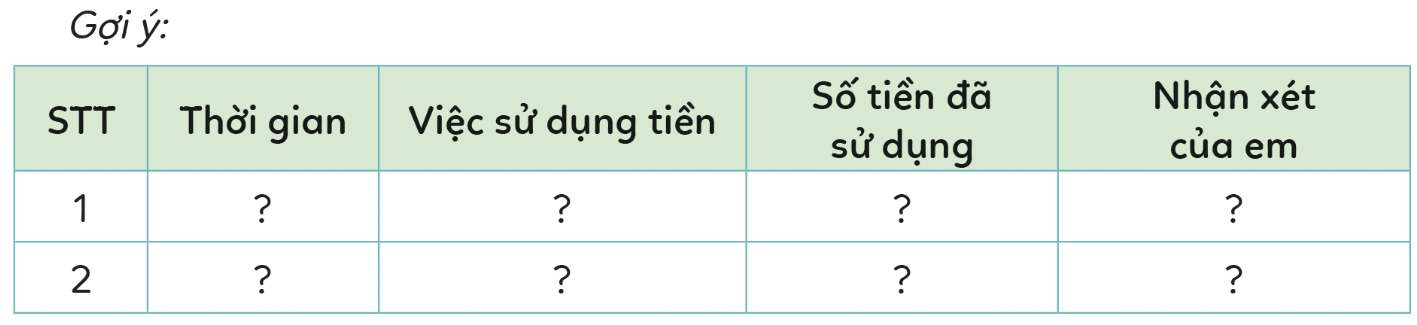 Gợi ý:
STT Thời gian Việc sử dụng tiền Số tiền đã sử dụng Nhận xét của em
1 ? ? ? ?
2 ? ? ? ?